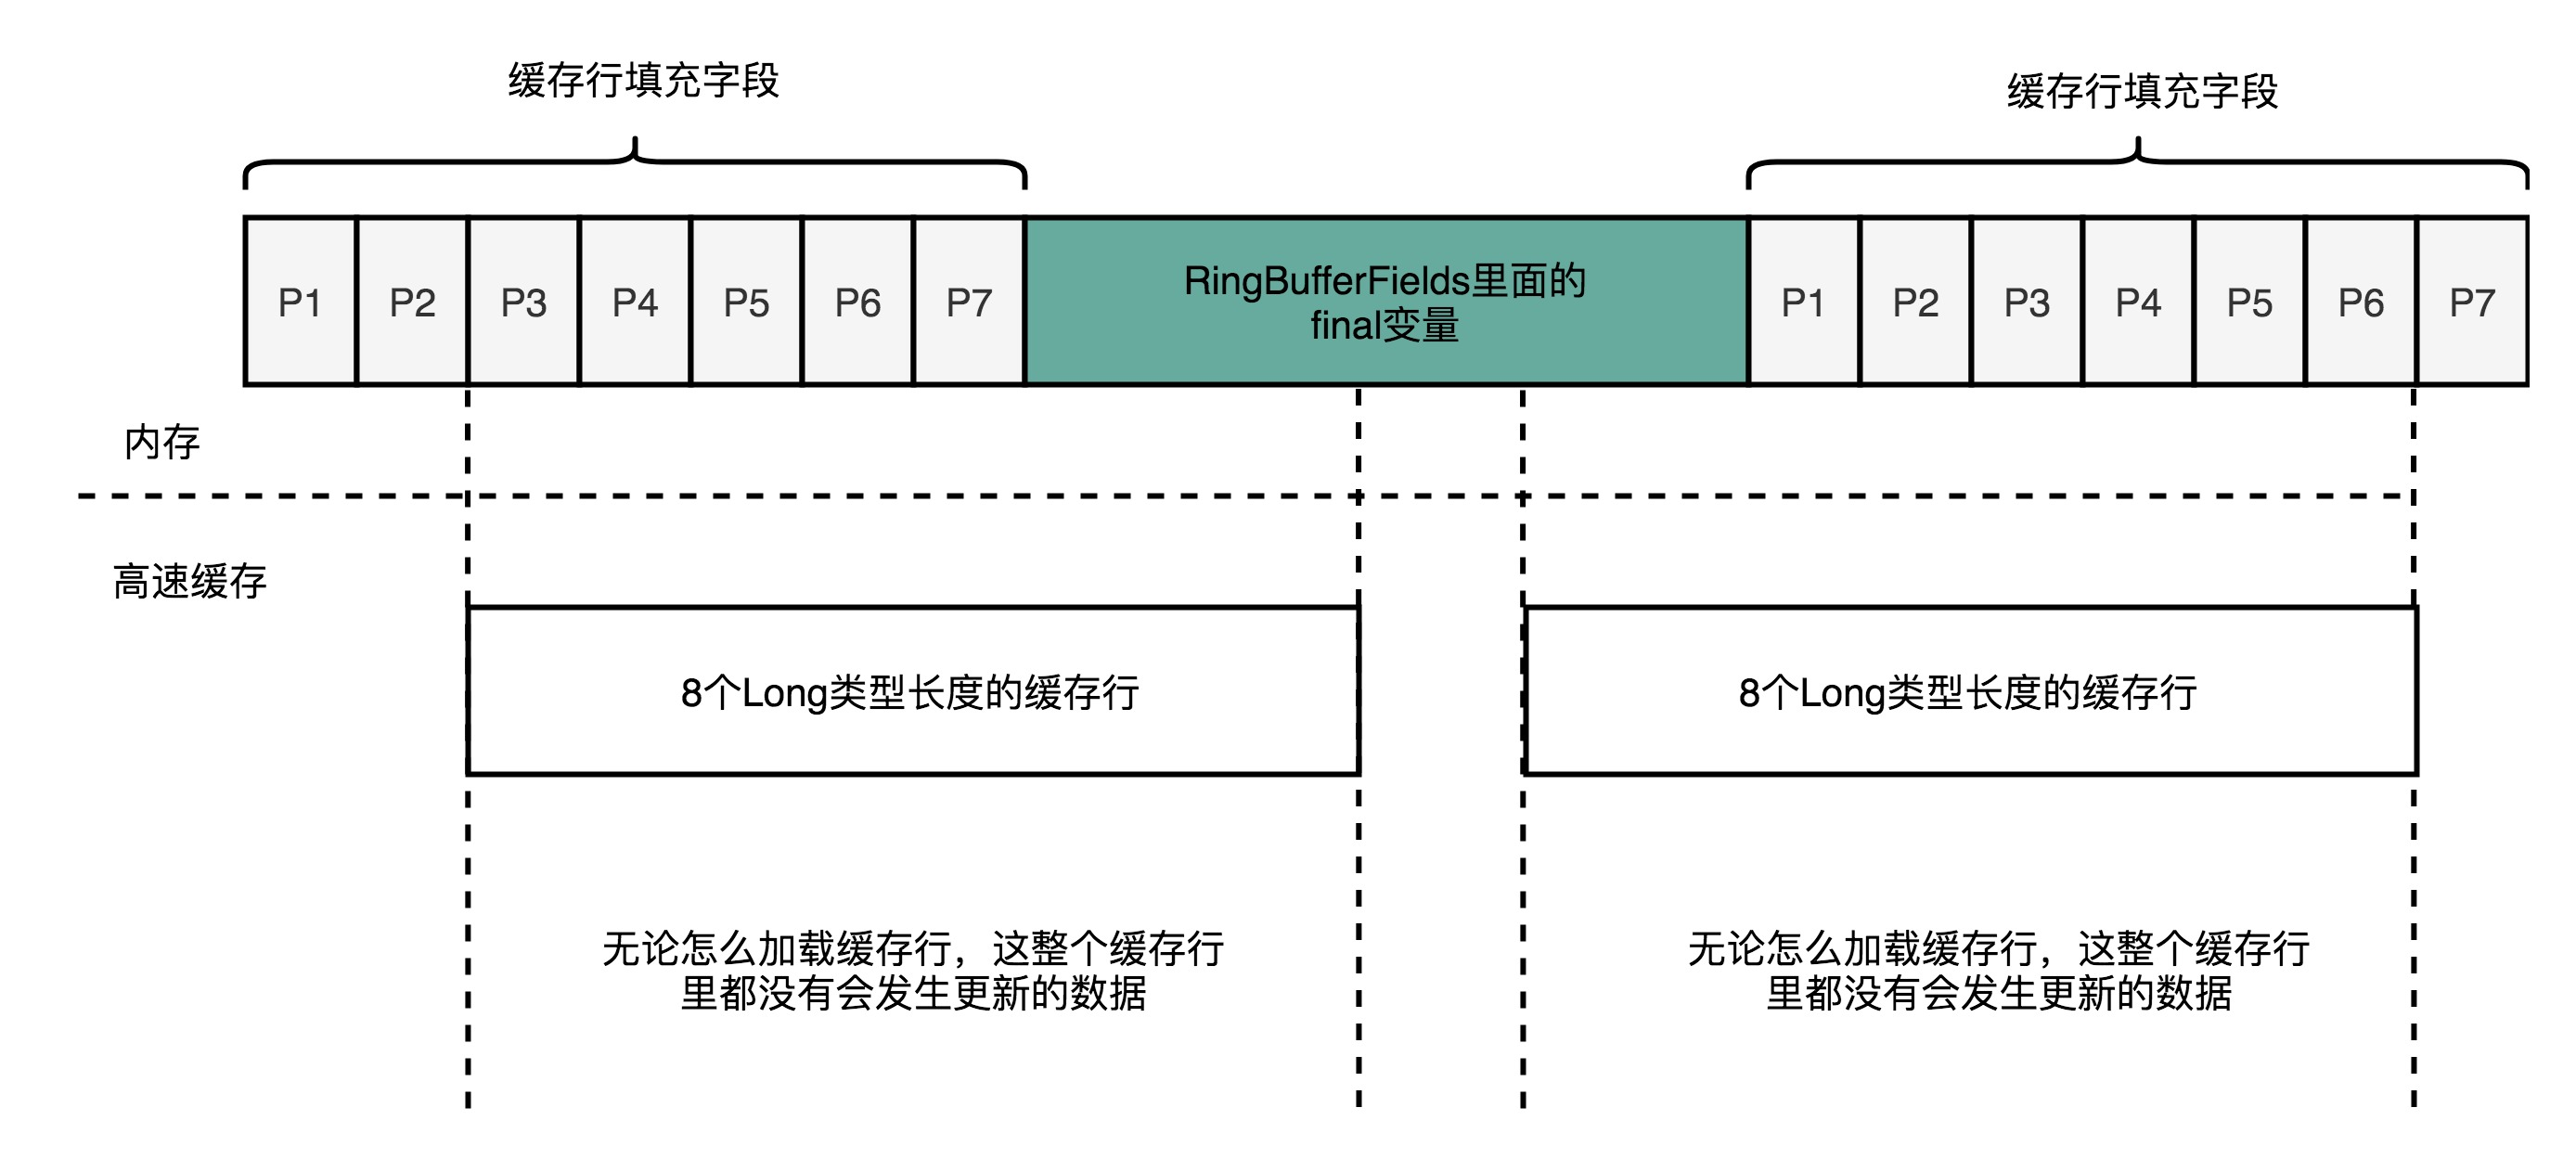 缓存行填充字段
缓存行填充字段
P1 P2 P3 P4 P5 P6 P7
RingBufferFields里面的
final变量
P1 P2 P3 P4 P5 P6 P7
内存
高速缓存
8个Long类型长度的缓存行
8个Long类型长度的缓存行
无论怎么加载缓存行，这整个缓存行
里都没有会发生更新的数据
无论怎么加载缓存行，这整个缓存行
里都没有会发生更新的数据